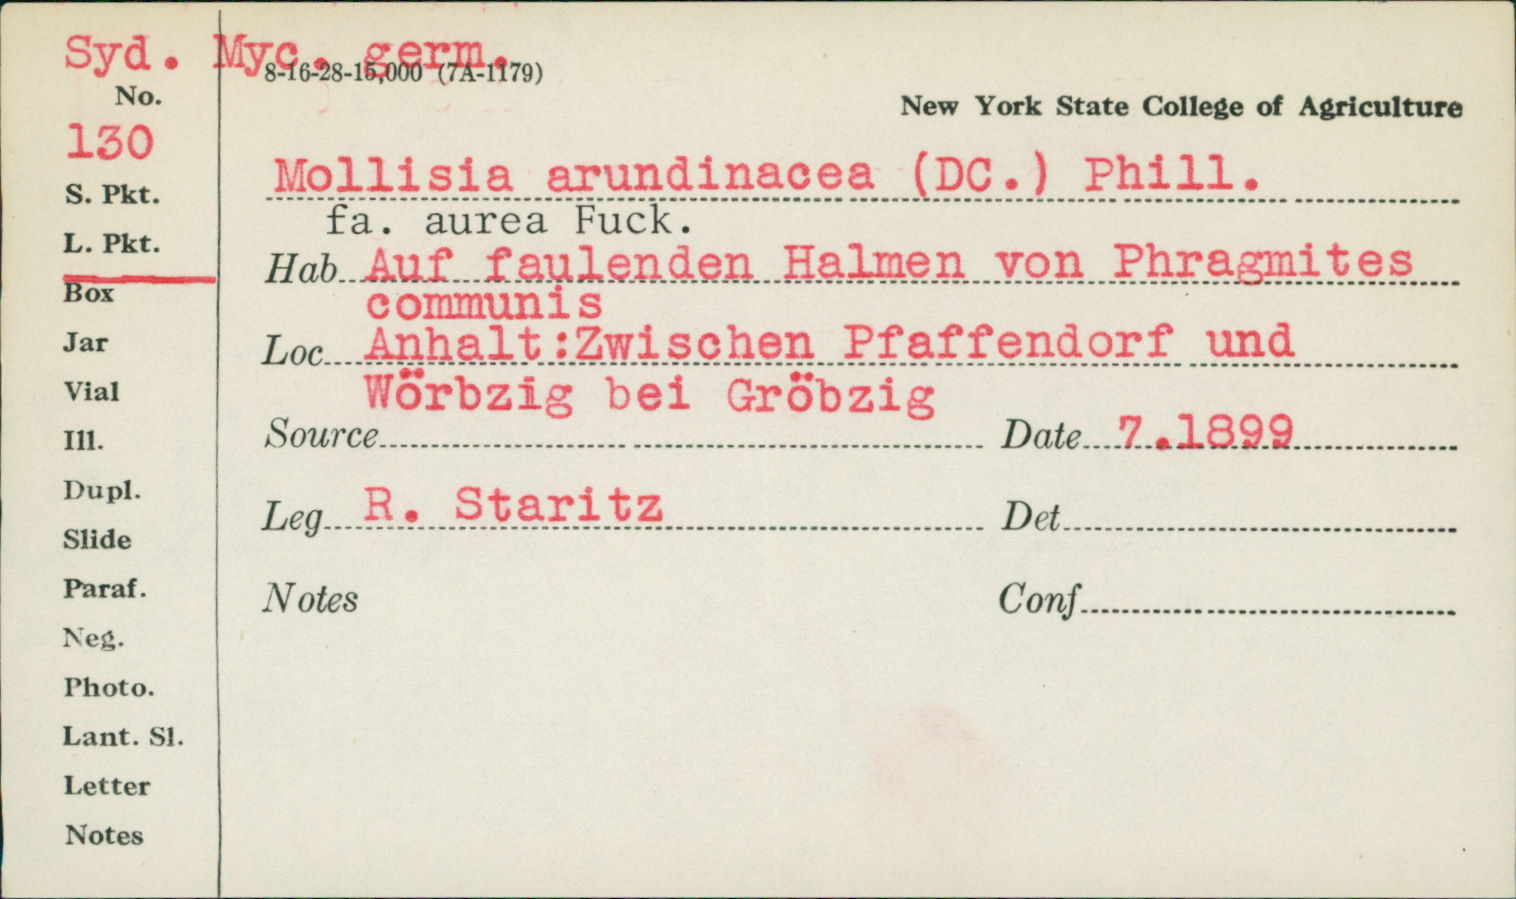 Syd. Myc. germ.
8-16-28-15,000 (7A-1179)
No.
New York State College of Agriculture
130
Mollisia arundinacea (DC.) Phill.
S. Pkt.
fa. aurea Fuck.
L. Pkt.
Hab Auf faulenden Halmen von Phragmites
Box
communis
Jar
Loc Anhalt:Zwischen Pfaffendorf und
Vial
Wörbzig bei Gröbzig
Ill.
Source Date 7.1899
Dupl.
Leg R. Staritz Det
Slide
Paraf.
Notes Conf
Neg.
Photo.
Lant. Sl.
Letter
Notes